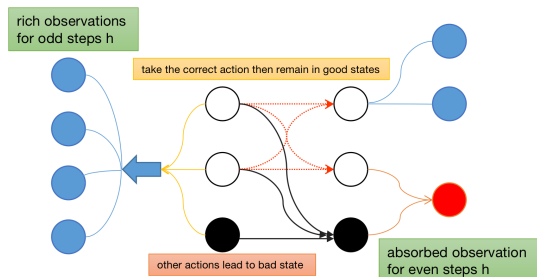 rich observations
for odd steps h
take the correct action then remain in good states
other actions lead to bad state
absorbed observation
for even steps h